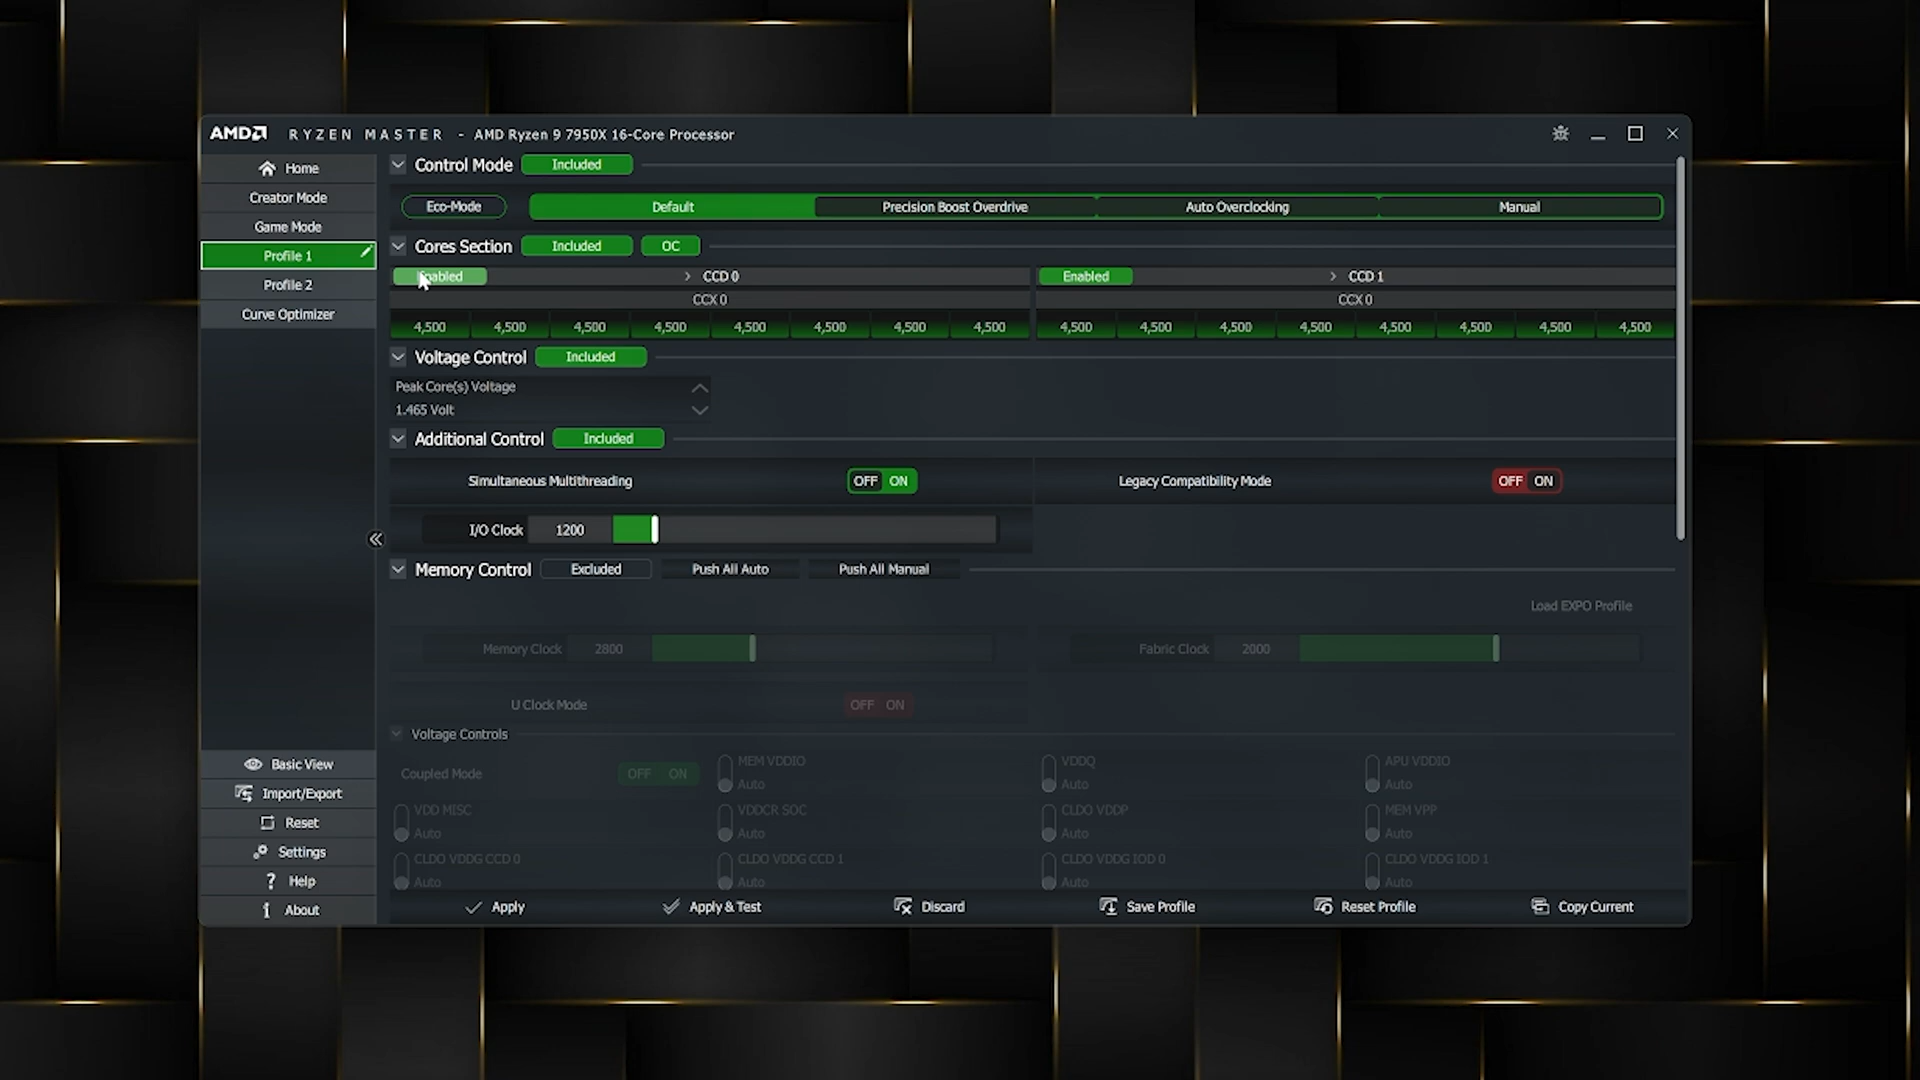 AMD RYZEN MASTER - AMD Ryzen 9 7950X 16-Core Processor
Home
Creator Mode
Game Mode
Profile 1
Profile 2
Curve Optimizer
Basic View
Import/Export
Reset
Settings
Help
About
Control Mode Included
Eco-Mode Default Precision Boost Overdrive Auto Overclocking Manual
Cores Section Included OC
Enabled CCD 0 Enabled CCD 1
CCX 0 CCX 0
4,500 4,500 4,500 4,500 4,500 4,500 4,500 4,500 4,500 4,500 4,500 4,500 4,500 4,500 4,500 4,500
Voltage Control Included
Peak Core(s) Voltage
1.465 Volt
Additional Control Included
Simultaneous Multithreading OFF ON Legacy Compatibility Mode OFF ON
I/O Clock 1200
Memory Control Excluded Push All Auto Push All Manual
Load EXPO Profile
Memory Clock 2800 Fabric Clock 2000
U Clock Mode OFF ON
Voltage Controls
Coupled Mode OFF ON
MEM VDDIO VDDQ APU VDDIO
Auto Auto Auto
VDD MISC VDDCR SOC CLDO VDDP MEM VPP
Auto Auto Auto Auto
CLDO VDDG CCD 0 CLDO VDDG CCD 1 CLDO VDDG IOD 0 CLDO VDDG IOD 1
Auto Auto Auto Auto
Apply Apply & Test Discard Save Profile Reset Profile Copy Current